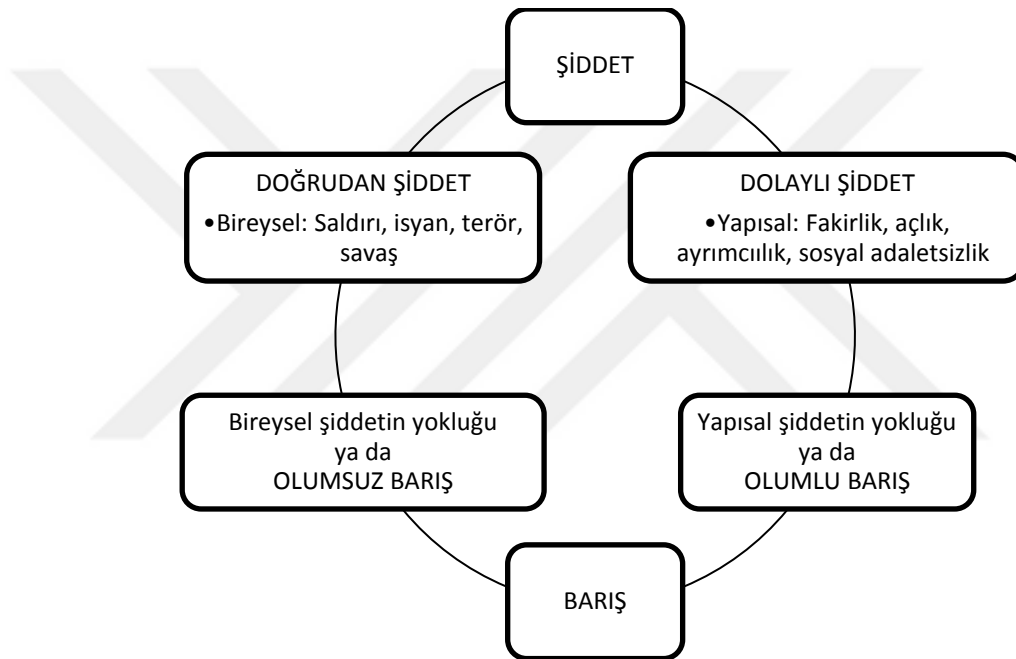 ŞİDDET
DOĞRUDAN ŞİDDET
•Bireysel: Saldırı, isyan, terör,
savaş
DOLAYLI ŞİDDET
•Yapısal: Fakirlik, açlık,
ayrımcıılık, sosyal adaletsizlik
Bireysel şiddetin yokluğu
ya da
OLUMSUZ BARIŞ
Yapısal şiddetin yokluğu
ya da
OLUMLU BARIŞ
BARIŞ